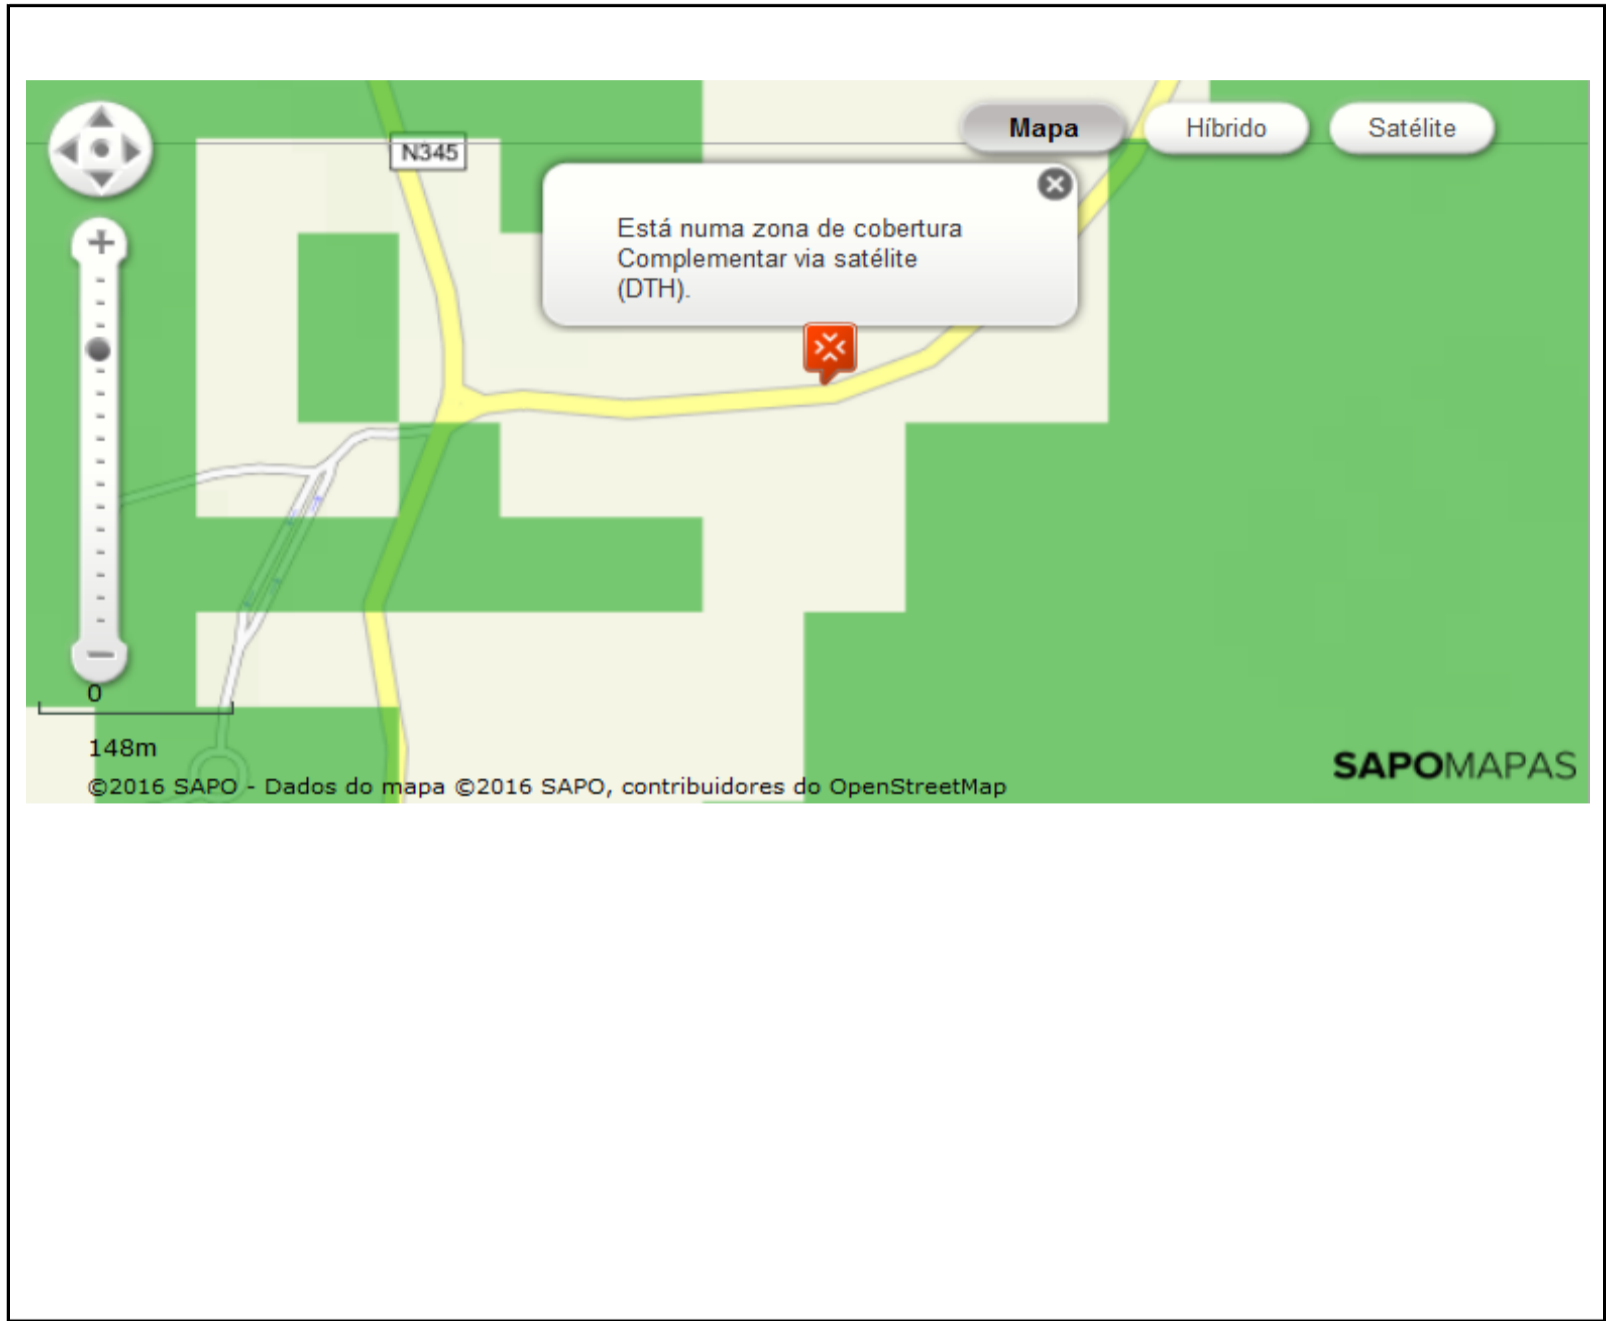 Mapa
Híbrido
Satélite
N345
Está numa zona de cobertura
Complementar via satélite
(DTH).
0
148m
SAPOMAPAS
©2016 SAPO - Dados do mapa ©2016 SAPO, contribuidores do OpenStreetMap